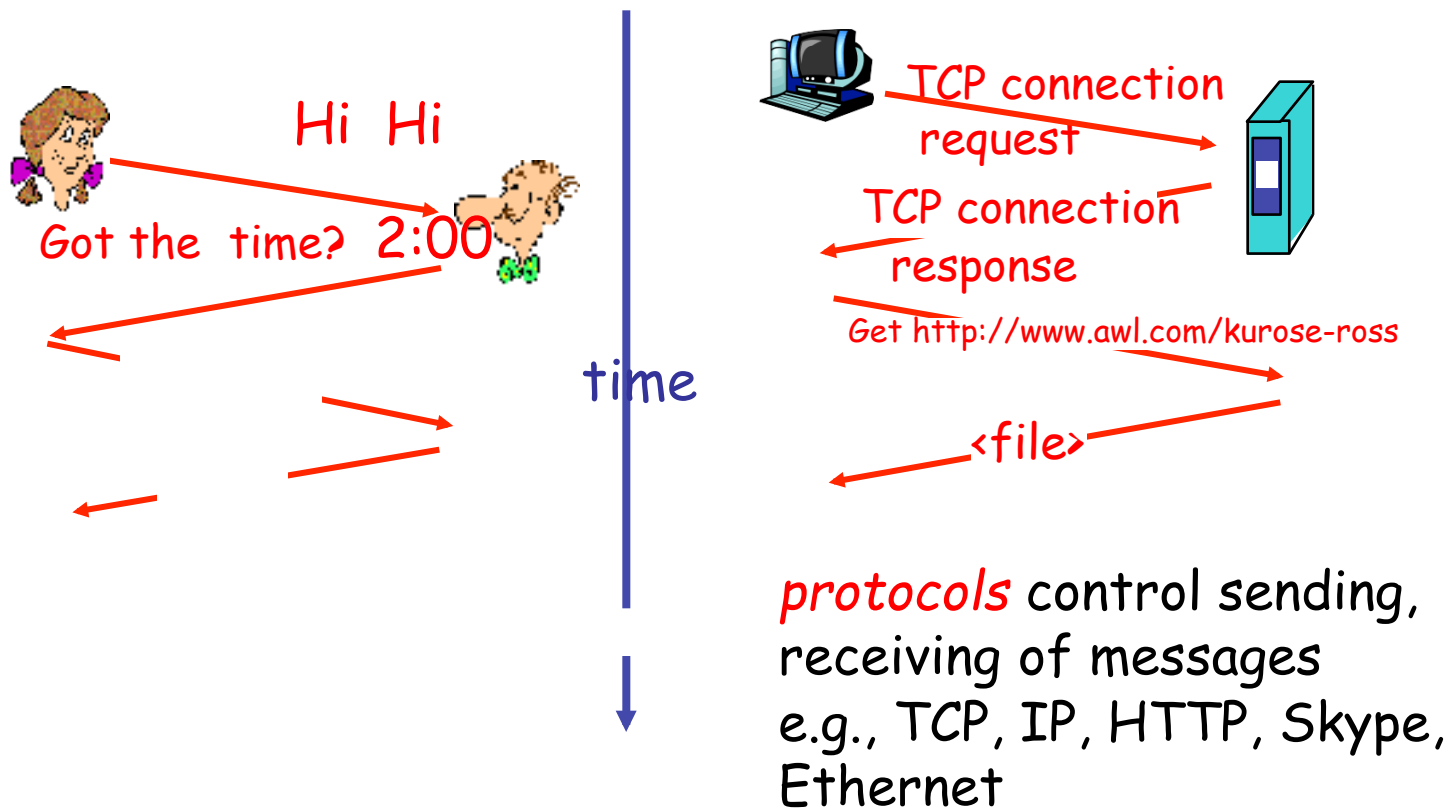 Hi Hi
Got the time? 2:00
time
TCP connection
request
TCP connection
response
Get http://www.awl.com/kurose-ross
<file>
protocols control sending,
receiving of messages
e.g., TCP, IP, HTTP, Skype,
Ethernet